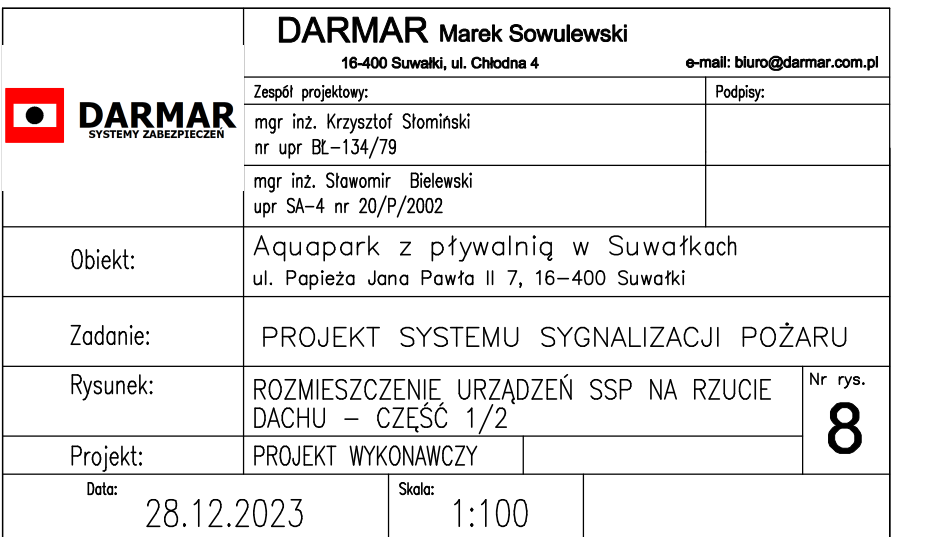 DARMAR Marek Sowulewski
16-400 Suwałki, ul. Chłodna 4 e-mail: biuro@darmar.com.pl
DARMAR
SYSTEMY ZABEZPIECZEŃ
Zespół projektowy: Podpisy:
mgr inż. Krzysztof Słomiński
nr upr BŁ-134/79
mgr inż. Sławomir Bielewski
upr SA-4 nr 20/P/2002
Obiekt:
Aquapark z pływalnią w Suwałkach
ul. Papieża Jana Pawła II 7, 16-400 Suwałki
Zadanie: PROJEKT SYSTEMU SYGNALIZACJI POŻARU
Rysunek:
ROZMIESZCZENIE URZĄDZEŃ SSP NA RZUCIE
DACHU - CZĘŚĆ 1/2
Nr rys.
8
Projekt: PROJEKT WYKONAWCZY
Data: Skala:
28.12.2023 1:100